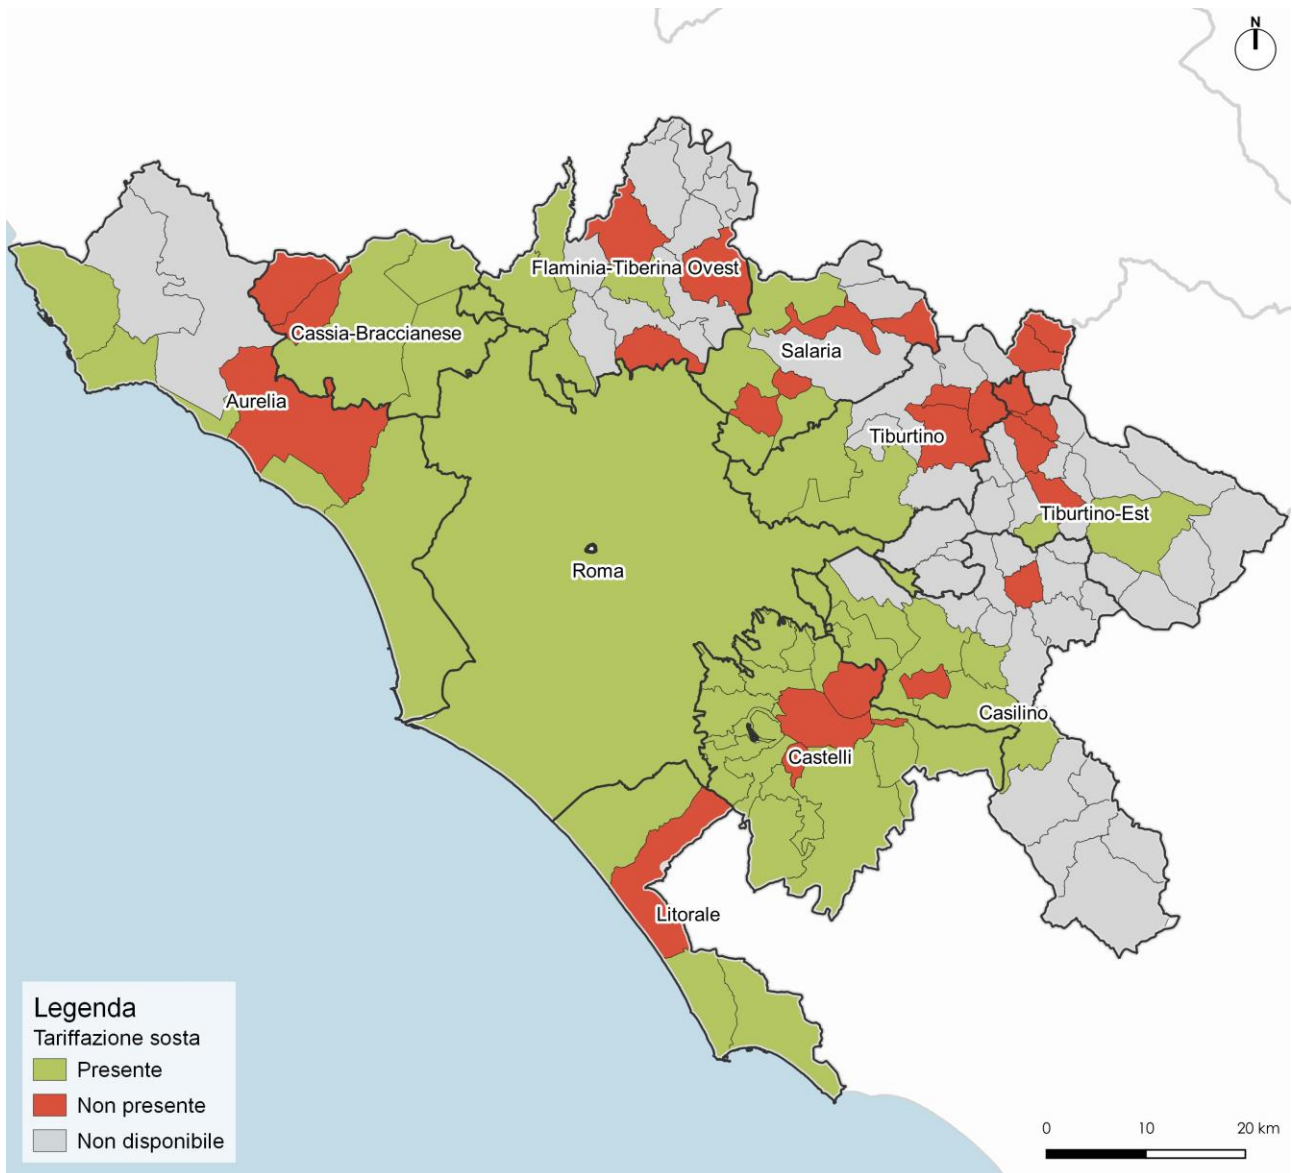 N
Flaminia-Tiberina Ovest
Cassia-Braccianese
Salaria
Aurelia
Tiburtino
Tiburtino-Est
Roma
Casilino
Castelli
Litorale
Legenda
Tariffazione sosta
Presente
Non presente
Non disponibile
0 10 20 km